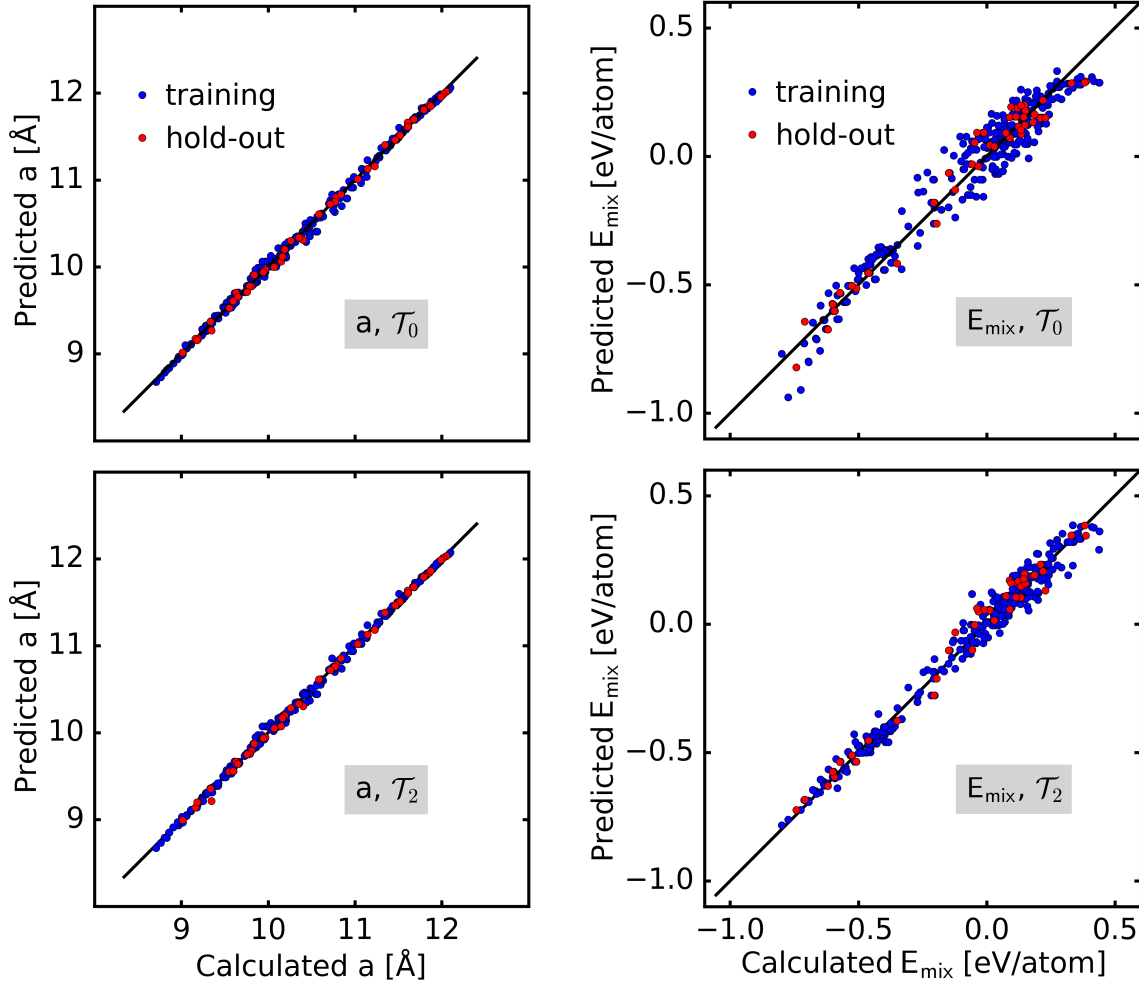 12
11
10
9
Predicted a [Å]
training
hold-out
a, 𝒯₀
0.5
0.0
−0.5
−1.0
Predicted Eₘᵢₓ [eV/atom]
training
hold-out
Eₘᵢₓ, 𝒯₀
12
11
10
9
Predicted a [Å]
a, 𝒯₂
9 10 11 12
Calculated a [Å]
0.5
0.0
−0.5
−1.0
Predicted Eₘᵢₓ [eV/atom]
Eₘᵢₓ, 𝒯₂
−1.0 −0.5 0.0 0.5
Calculated Eₘᵢₓ [eV/atom]